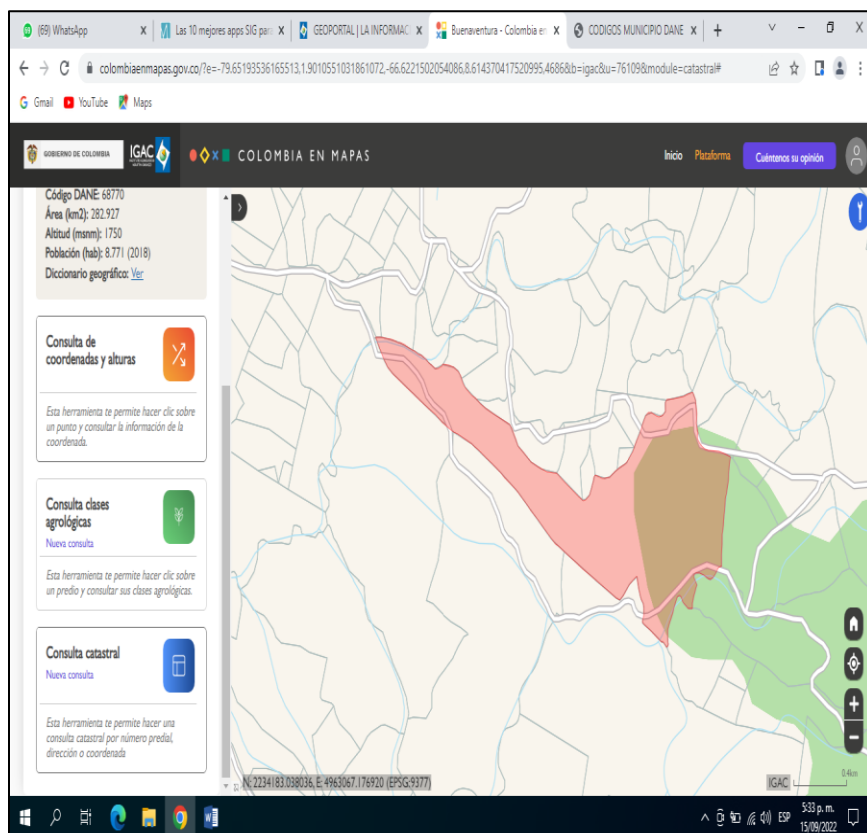 (69) WhatsApp
Las 10 mejores apps SIG para
GEOPORTAL | LA INFORMAC
Buenaventura - Colombia en
CODIGOS MUNICIPIO DANE
colombiaenmapas.gov.co/?e=-79.65193536165513,1.9010551031861072,-66.6221502054086,8.614370417520995,4686&b=igac&u=76109&module=catastral#
Gmail
YouTube
Maps
GOBIERNO DE COLOMBIA
IGAC
COLOMBIA EN MAPAS
Inicio
Plataforma
Cuéntenos su opinión
Código DANE: 68770
Área (km2): 282.927
Altitud (msnm): 1750
Población (hab): 8.771 (2018)
Diccionario geográfico: Ver
Consulta de
coordenadas y alturas
Esta herramienta te permite hacer clic sobre
un punto y consultar la información de la
coordenada.
Consulta clases
agrológicas
Nueva consulta
Esta herramienta te permite hacer clic sobre
un predio y consultar sus clases agrológicas.
Consulta catastral
Nueva consulta
Esta herramienta te permite hacer una
consulta catastral por número predial,
dirección o coordenada
N: 2234183.038036, E: 4963067.176920 (EPSG:9377)
IGAC
0.4km
ESP
5:33 p. m.
15/09/2022